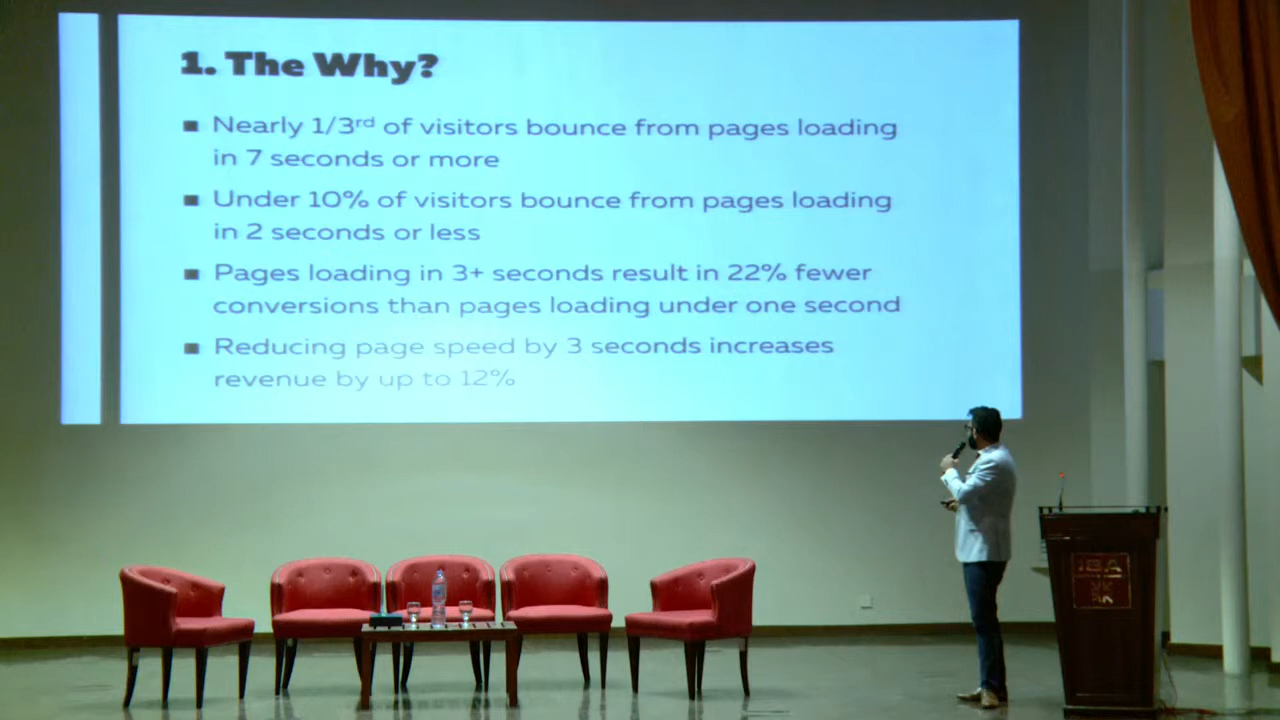 1. The Why?
▪ Nearly 1/3rd of visitors bounce from pages loading
in 7 seconds or more
▪ Under 10% of visitors bounce from pages loading
in 2 seconds or less
▪ Pages loading in 3+ seconds result in 22% fewer
conversions than pages loading under one second
▪ Reducing page speed by 3 seconds increases
revenue by up to 12%
IBA